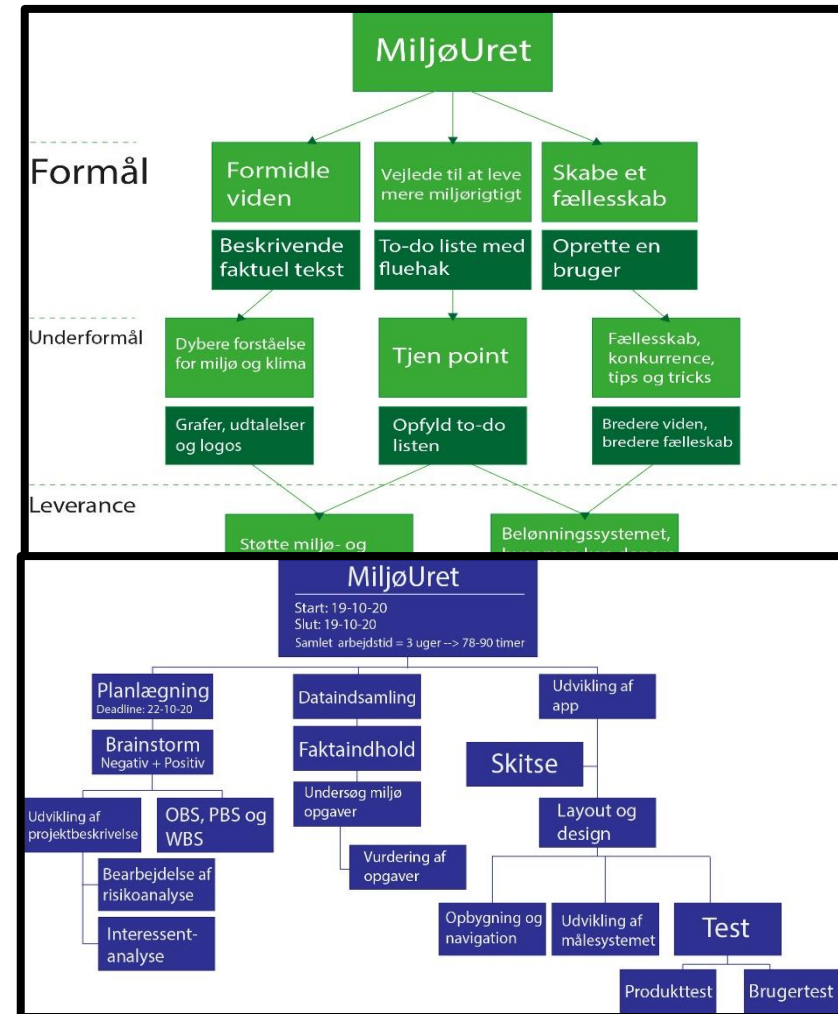 MiljøUret
Formål
Formidle
viden
Vejlede til at leve
mere miljørigtigt
Skabe et
fællesskab
Beskrivende
faktuel tekst
To-do liste med
fluehak
Oprette en
bruger
Underformål
Dybere forståelse
for miljø og klima
Tjen point
Fællesskab,
konkurrence,
tips og tricks
Grafer, udtalelser
og logos
Opfyld to-do
listen
Bredere viden,
bredere fælleskab
Leverance
Støtte miljø- og
Belønningssystemet,
MiljøUret
Start: 19-10-20
Slut: 19-10-20
Samlet arbejdstid = 3 uger --> 78-90 timer
Planlægning
Deadline: 22-10-20
Brainstorm
Negativ + Positiv
Udvikling af
projektbeskrivelse
OBS, PBS og
WBS
Bearbejdelse af
risikoanalyse
Interessent-
analyse
Dataindsamling
Faktaindhold
Undersøg miljø
opgaver
Vurdering af
opgaver
Udvikling af
app
Skitse
Layout og
design
Opbygning og
navigation
Udvikling af
målesystemet
Test
Produkttest
Brugertest